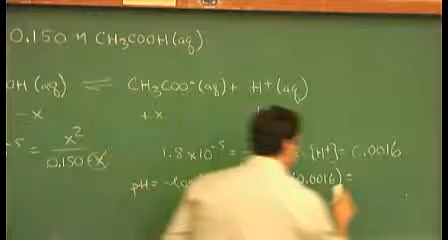 0.150 M CH₃COOH(aq)
OH(aq) ⇌ CH₃COO⁻(aq) + H⁺(aq)
− x + x
-5 = x² / 0.150 - x
1.8 x 10⁻⁵ = [H⁺] = 0.0016
pH = -log (0.0016) =